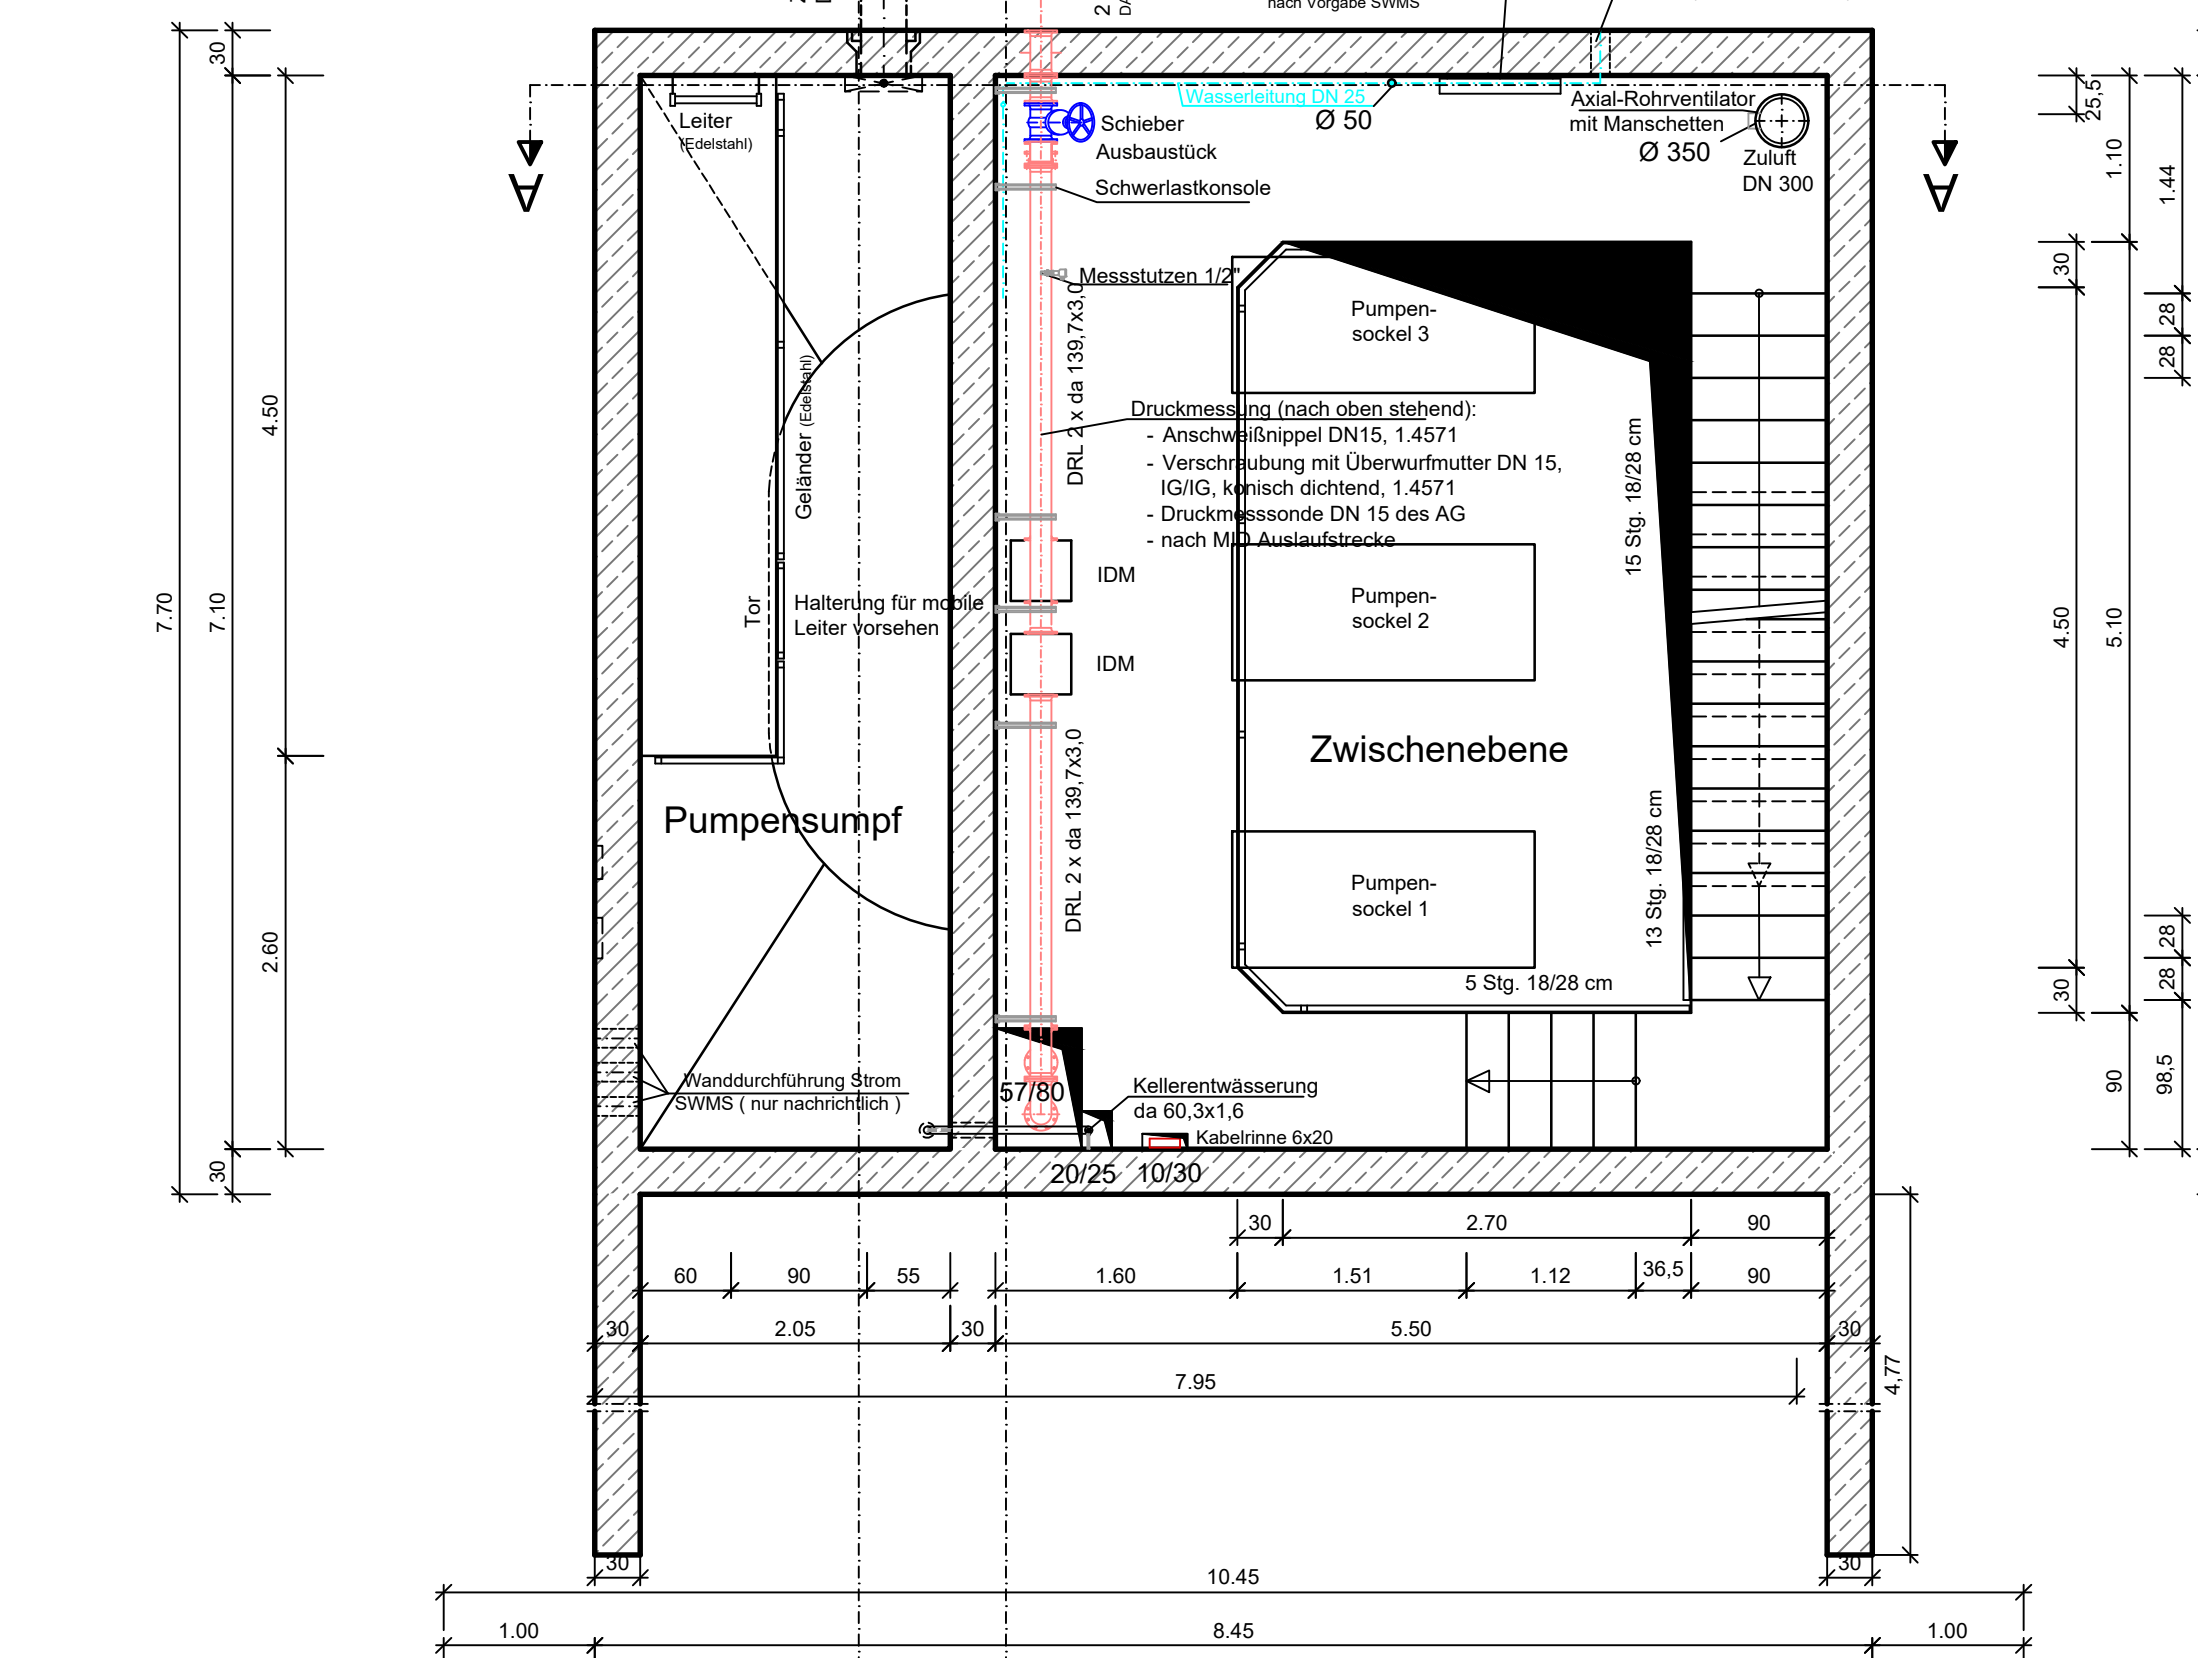 nach Vorgabe SWMS
2
DA
Wasserleitung DN 25
Ø 50
Axial-Rohrventilator
mit Manschetten
Ø 350
Zuluft
DN 300
Leiter
(Edelstahl)
Schieber
Ausbaustück
Schwerlastkonsole
A
A
Messstutzen 1/2"
DRL 2 x da 139,7x3,0
Pumpen-
sockel 3
Geländer (Edelstahl)
Druckmessung (nach oben stehend):
- Anschweißnippel DN15, 1.4571
- Verschraubung mit Überwurfmutter DN 15,
IG/IG, konisch dichtend, 1.4571
- Druckmesssonde DN 15 des AG
- nach MID Auslaufstrecke
15 Stg. 18/28 cm
IDM
Tor
Halterung für mobile
Leiter vorsehen
Pumpen-
sockel 2
IDM
Zwischenebene
DRL 2 x da 139,7x3,0
Pumpensumpf
13 Stg. 18/28 cm
Pumpen-
sockel 1
5 Stg. 18/28 cm
Wanddurchführung Strom
SWMS ( nur nachrichtlich )
57/80
Kellerentwässerung
da 60,3x1,6
Kabelrinne 6x20
20/25
10/30
30
7.70
7.10
4.50
2.60
30
25,5
1.10
1.44
30
28
28
4.50
5.10
28
28
30
90
98,5
30
2.70
90
60
90
55
1.60
1.51
1.12
36,5
90
30
2.05
30
5.50
30
7.95
4,77
30
30
10.45
1.00
8.45
1.00